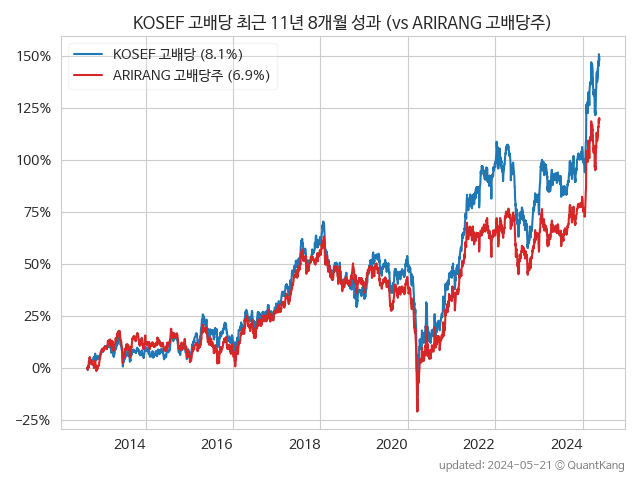 KOSEF 고배당 최근 11년 8개월 성과 (vs ARIRANG 고배당주)
KOSEF 고배당 (8.1%)
ARIRANG 고배당주 (6.9%)
150%
125%
100%
75%
50%
25%
0%
−25%
2014 2016 2018 2020 2022 2024
updated: 2024-05-21 © QuantKang